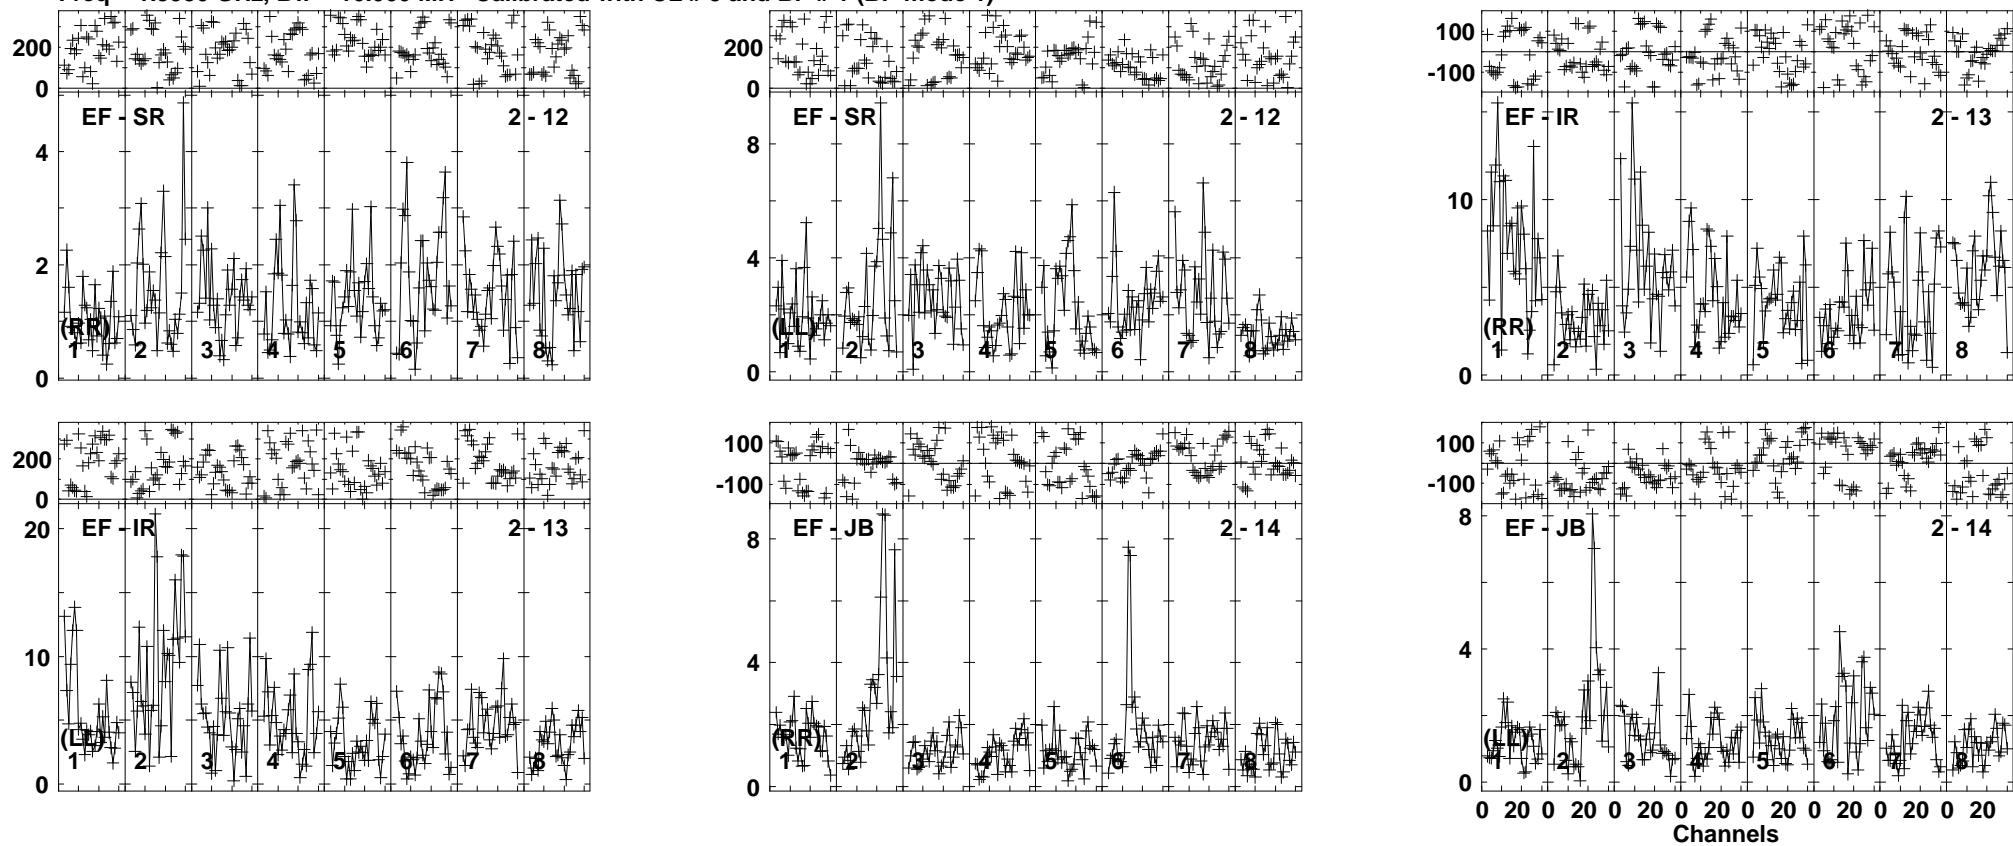 200
0
EF - SR
2 - 12
4
2
0
(RR)
1 2 3 4 5 6 7 8
200
0
EF - SR
2 - 12
8
4
0
(LL)
1 2 3 4 5 6 7 8
100
-100
EF - IR
2 - 13
10
0
(RR)
1 2 3 4 5 6 7 8
200
0
EF - IR
2 - 13
20
10
0
(LL)
1 2 3 4 5 6 7 8
100
-100
EF - JB
2 - 14
8
4
0
(RR)
1 2 3 4 5 6 7 8
100
-100
EF - JB
2 - 14
8
4
0
(LL)
1 2 3 4 5 6 7 8
0 20 0 20 0 20 0 20 0 20 0 20 0 20 0 20
Channels